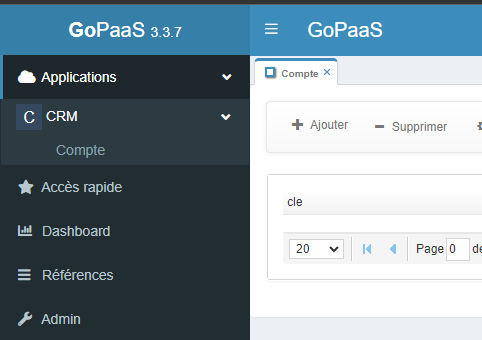 GoPaaS 3.3.7
GoPaaS
Applications
C CRM
Compte
Accès rapide
Dashboard
Références
Admin
Compte ×
Ajouter
Supprimer
cle
20
Page 0 de